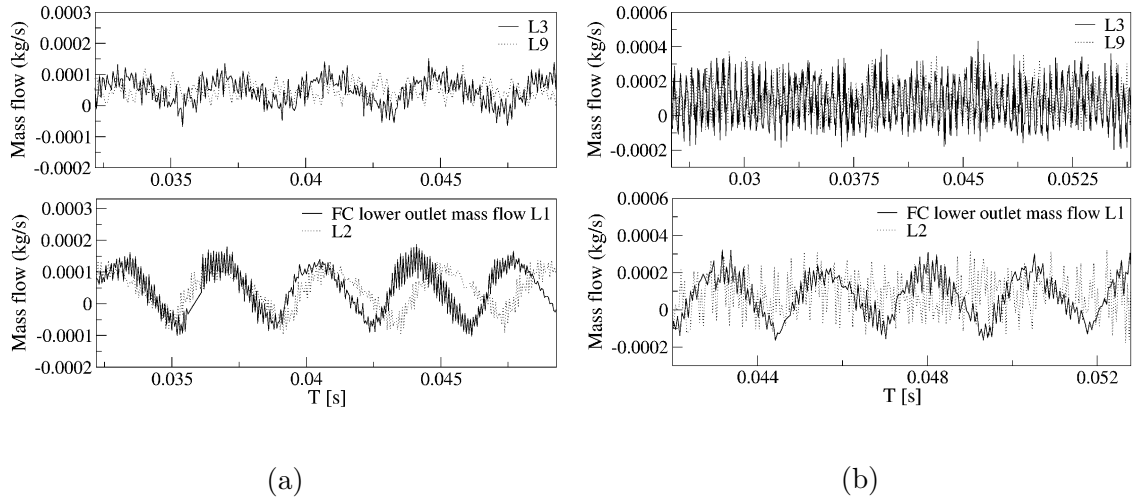 0.0003
0.0002
0.0001
0
-0.0001
-0.0002
Mass flow (kg/s)
L3
L9
0.035
0.04
0.045
0.0003
0.0002
0.0001
0
-0.0001
-0.0002
Mass flow (kg/s)
FC lower outlet mass flow L1
L2
0.035
0.04
0.045
T [s]
(a)
0.0006
0.0004
0.0002
0
-0.0002
Mass flow (kg/s)
L3
L9
0.03
0.0375
0.045
0.0525
0.0006
0.0004
0.0002
0
-0.0002
Mass flow (kg/s)
FC lower outlet mass flow L1
L2
0.044
0.048
0.052
T [s]
(b)